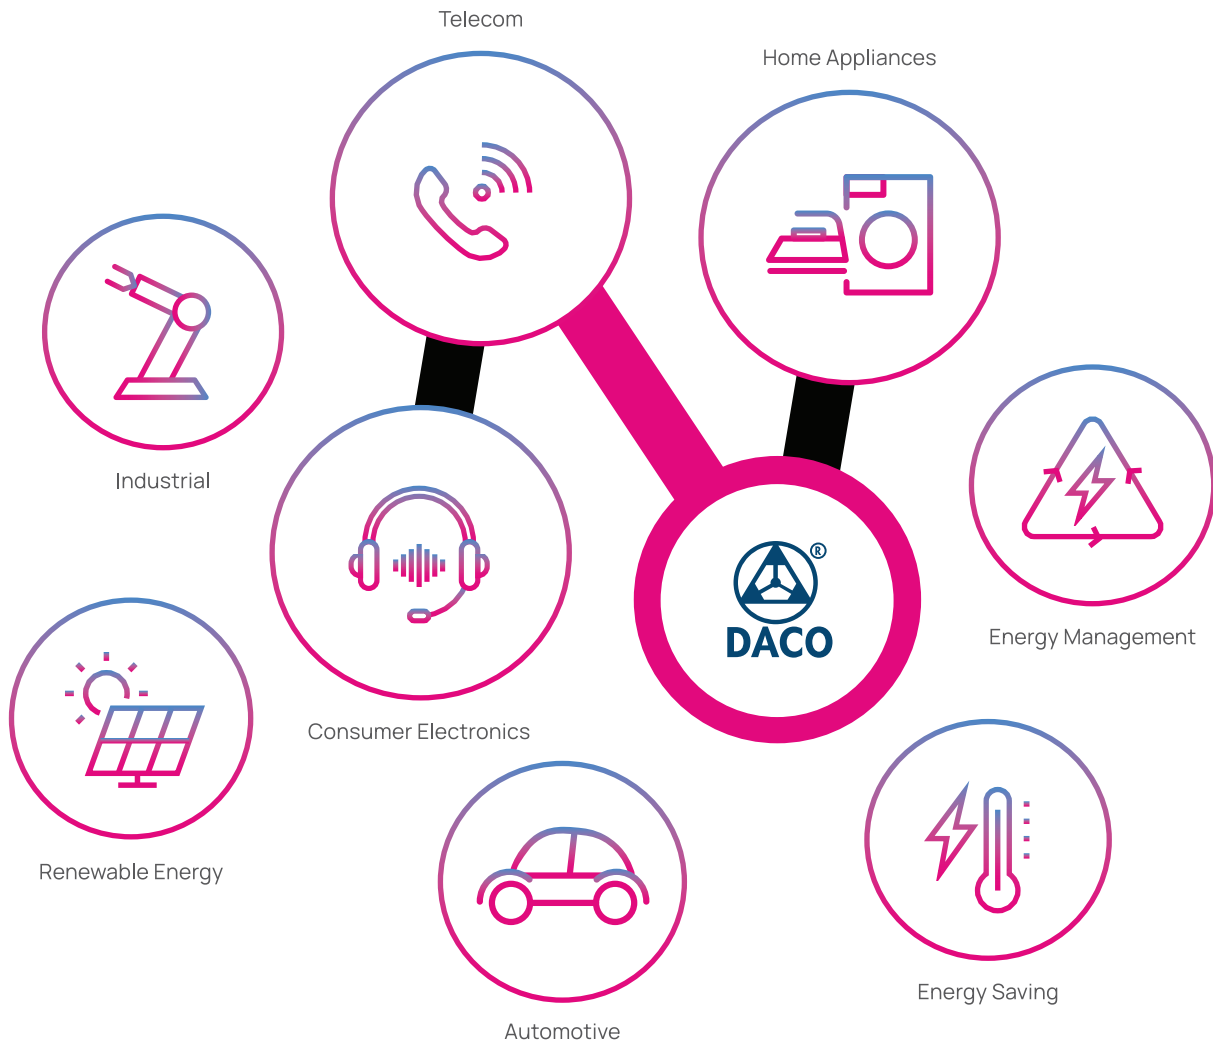 Telecom
Home Appliances
Industrial
®
DACO
Energy Management
Consumer Electronics
Renewable Energy
Energy Saving
Automotive